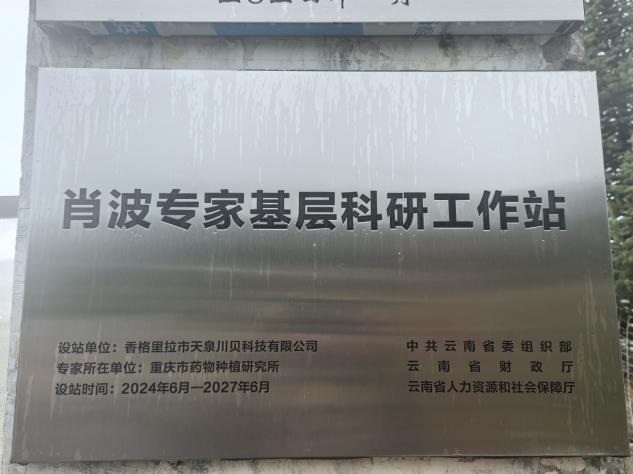 肖波专家基层科研工作站
设站单位：香格里拉市天泉川贝科技有限公司
专家所在单位：重庆市药物种植研究所
设站时间：2024年6月—2027年6月
中共云南省委组织部
云南省财政厅
云南省人力资源和社会保障厅